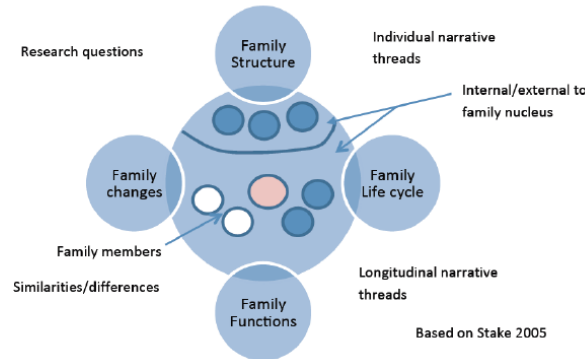 Research questions
Family
Structure
Individual narrative
threads
Internal/external to
family nucleus
Family
changes
Family
Life cycle
Family members
Similarities/differences
Family
Functions
Longitudinal narrative
threads
Based on Stake 2005